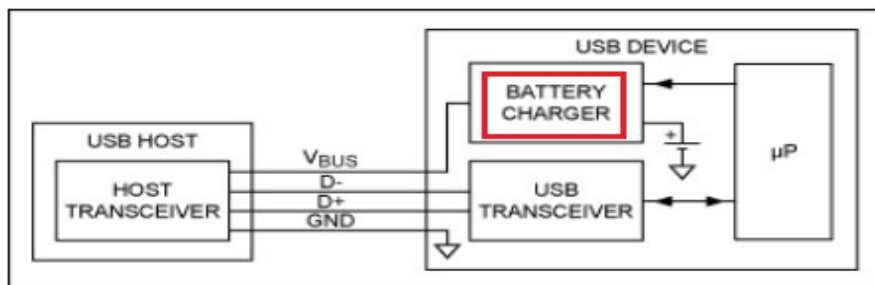 USB DEVICE
BATTERY
CHARGER
+
µP
USB HOST
VBUS
D-
D+
GND
HOST
TRANSCEIVER
USB
TRANSCEIVER